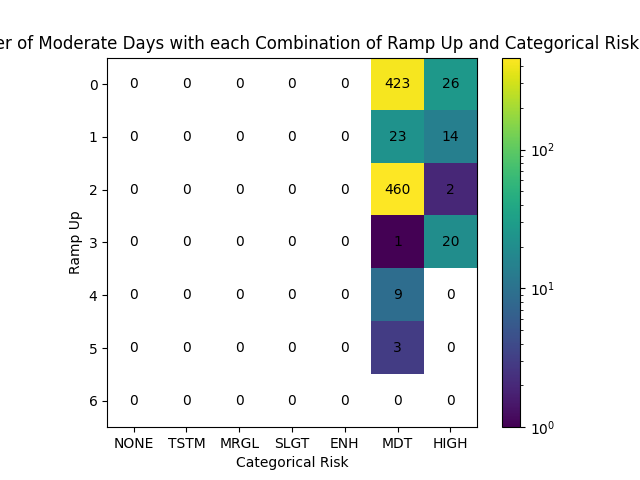 of Moderate Days with each Combination of Ramp Up and Categorical Risk
0 0 0 0 0 0 423 26
1 0 0 0 0 0 23 14
2 0 0 0 0 0 460 2
3 0 0 0 0 0 1 20
4 0 0 0 0 0 9 0
5 0 0 0 0 0 3 0
6 0 0 0 0 0 0 0
NONE TSTM MRGL SLGT ENH MDT HIGH
Categorical Risk
Ramp Up
10²
10¹
10⁰